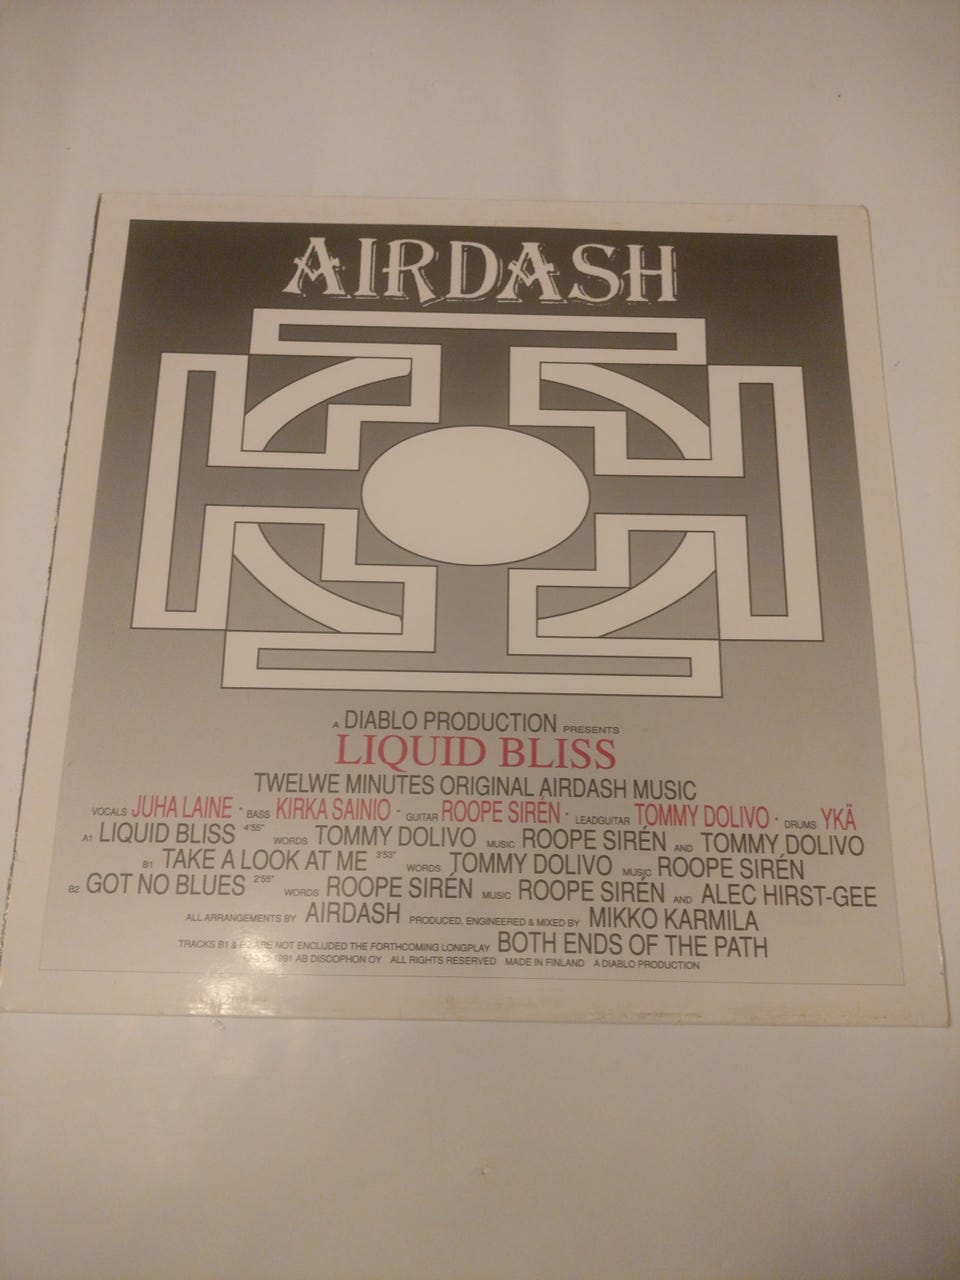 AIRDASH
A DIABLO PRODUCTION PRESENTS
LIQUID BLISS
TWELWE MINUTES ORIGINAL AIRDASH MUSIC
VOCALS JUHA LAINE · BASS KIRKA SAINIO · GUITAR ROOPE SIRÉN · LEADGUITAR TOMMY DOLIVO · DRUMS YKÄ
A1 LIQUID BLISS 4'56" WORDS TOMMY DOLIVO MUSIC ROOPE SIRÉN AND TOMMY DOLIVO
B1 TAKE A LOOK AT ME 3'53" WORDS TOMMY DOLIVO MUSIC ROOPE SIRÉN
B2 GOT NO BLUES 2'55" WORDS ROOPE SIRÉN MUSIC ROOPE SIRÉN AND ALEC HIRST-GEE
ALL ARRANGEMENTS BY AIRDASH PRODUCED, ENGINEERED & MIXED BY MIKKO KARMILA
TRACKS B1 & B2 ARE NOT ENCLUDED THE FORTHCOMING LONGPLAY BOTH ENDS OF THE PATH
1991 AB DISCOPHON OY ALL RIGHTS RESERVED MADE IN FINLAND A DIABLO PRODUCTION